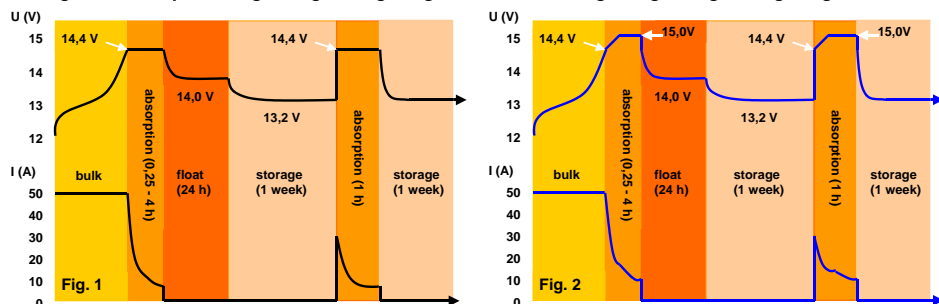 U (V)
15
14
13
12
I (A)
50
40
30
20
10
0
14,4 V
14,4 V
14,0 V
13,2 V
bulk
absorption (0,25 - 4 h)
float
(24 h)
storage
(1 week)
absorption (1 h)
storage
(1 week)
Fig. 1
U (V)
15
14
13
12
I (A)
50
40
30
20
10
0
14,4 V
15,0V
14,4 V
15,0V
14,0 V
13,2 V
bulk
absorption (0,25 - 4 h)
float
(24 h)
storage
(1 week)
absorption (1 h)
storage
(1 week)
Fig. 2